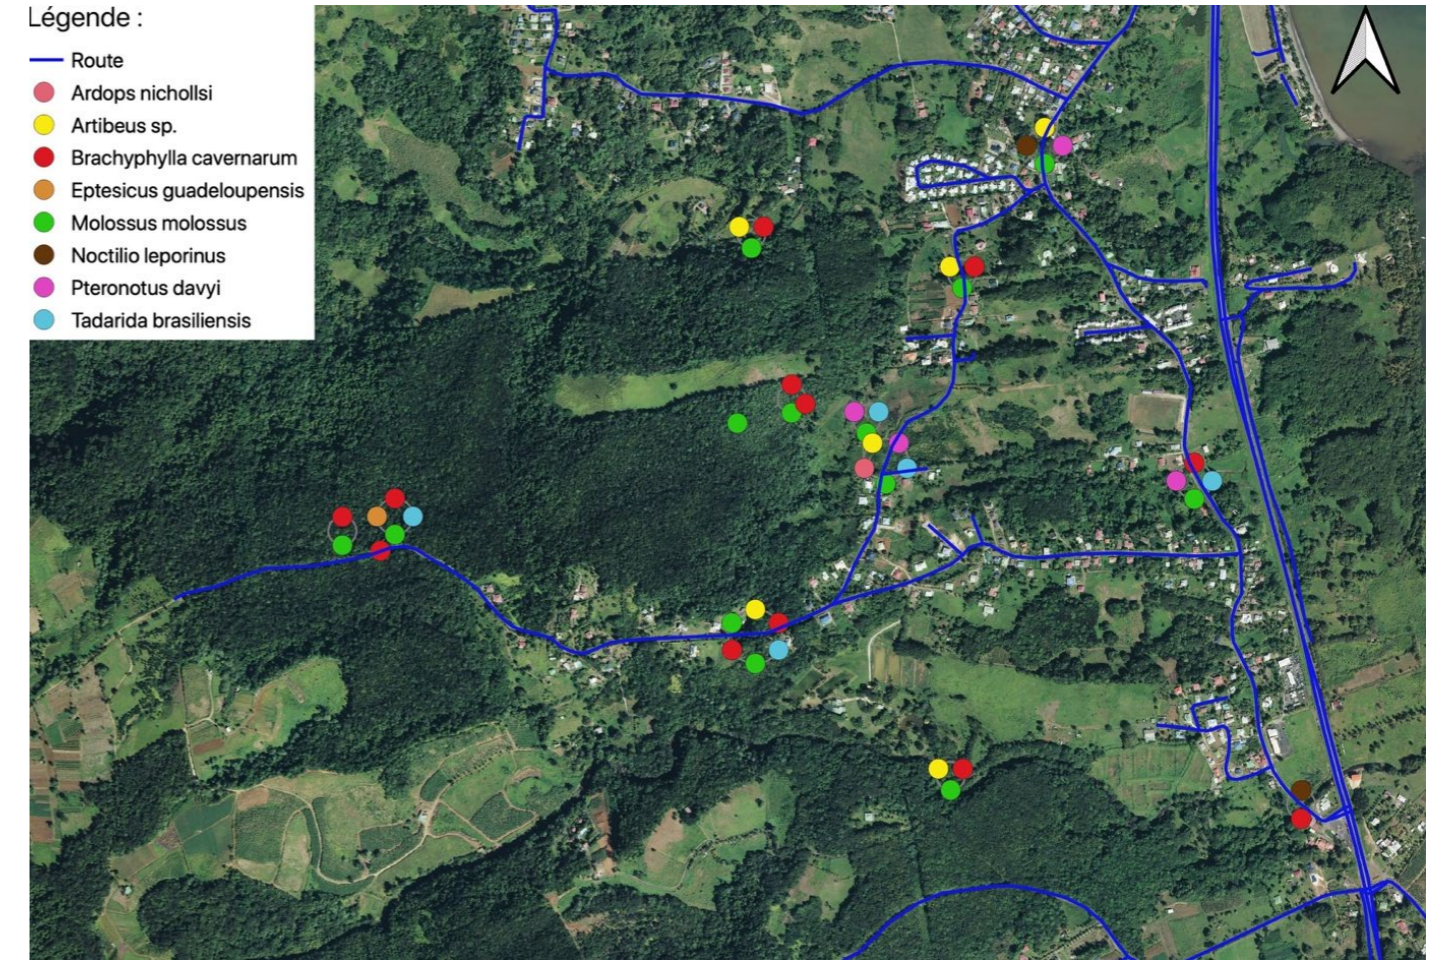 Légende :
Route
Ardops nichollsi
Artibeus sp.
Brachyphylla cavernarum
Eptesicus guadeloupensis
Molossus molossus
Noctilio leporinus
Pteronotus davyi
Tadarida brasiliensis